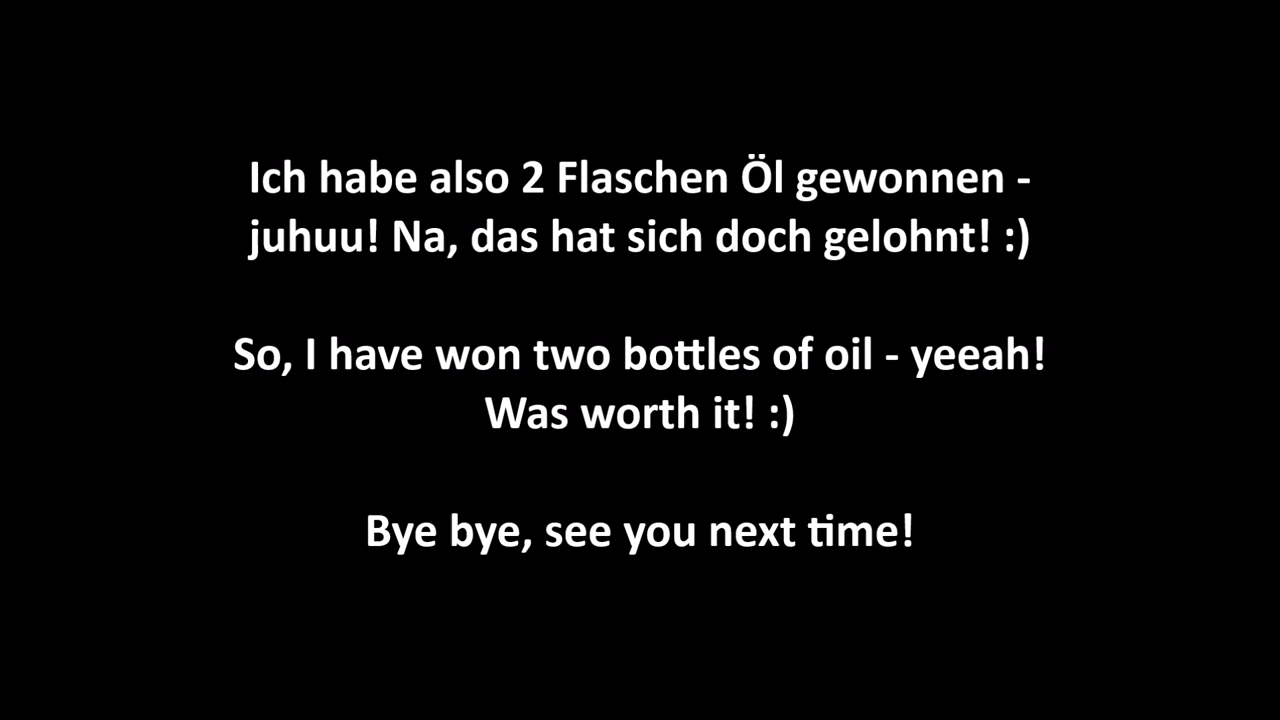 Ich habe also 2 Flaschen Öl gewonnen -
juhuu! Na, das hat sich doch gelohnt! :)
So, I have won two bottles of oil - yeeah!
Was worth it! :)
Bye bye, see you next time!